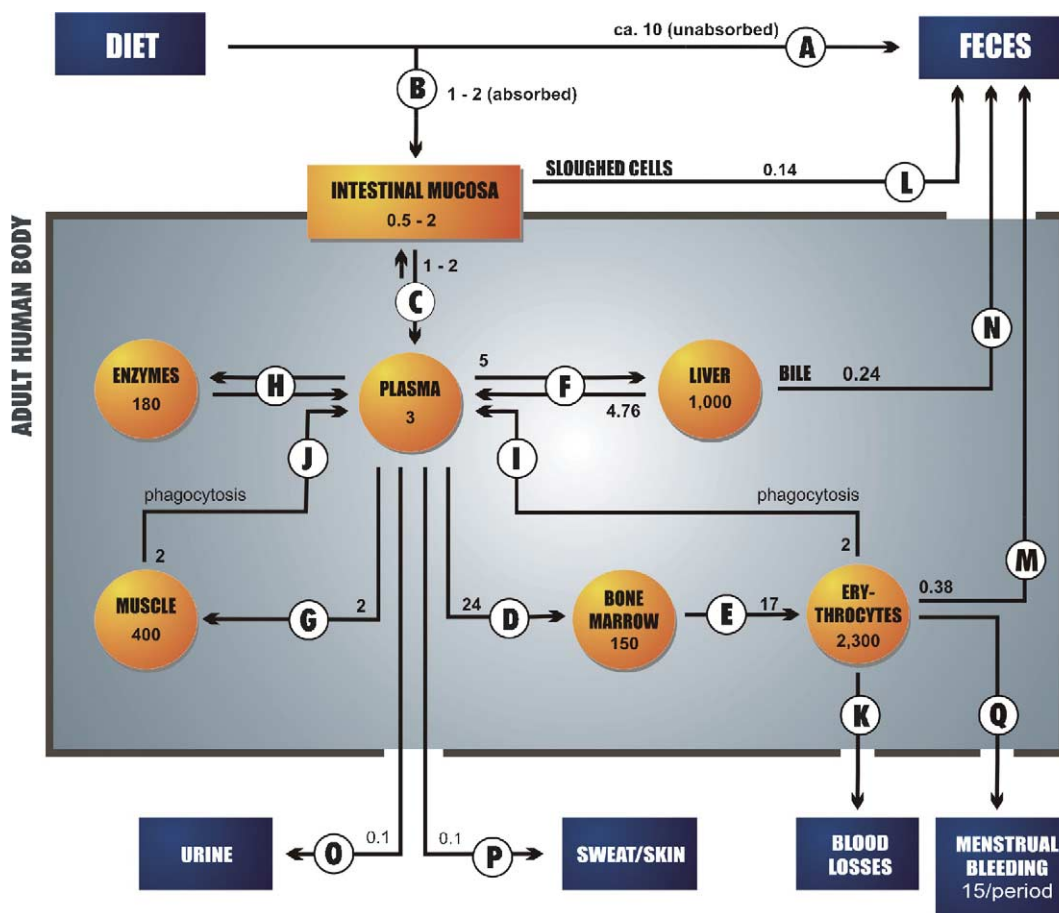 DIET
ca. 10 (unabsorbed)
A
FECES
B
1 - 2 (absorbed)
SLOUGHED CELLS
0.14
L
INTESTINAL MUCOSA
0.5 - 2
ADULT HUMAN BODY
1 - 2
C
N
ENZYMES
180
H
PLASMA
3
5
F
4.76
LIVER
1,000
BILE
0.24
J
I
phagocytosis
phagocytosis
2
2
M
MUSCLE
400
G
2
24
D
BONE
MARROW
150
E
17
ERY-
THROCYTES
2,300
0.38
K
Q
URINE
O
0.1
0.1
P
SWEAT/SKIN
BLOOD
LOSSES
MENSTRUAL
BLEEDING
15/period